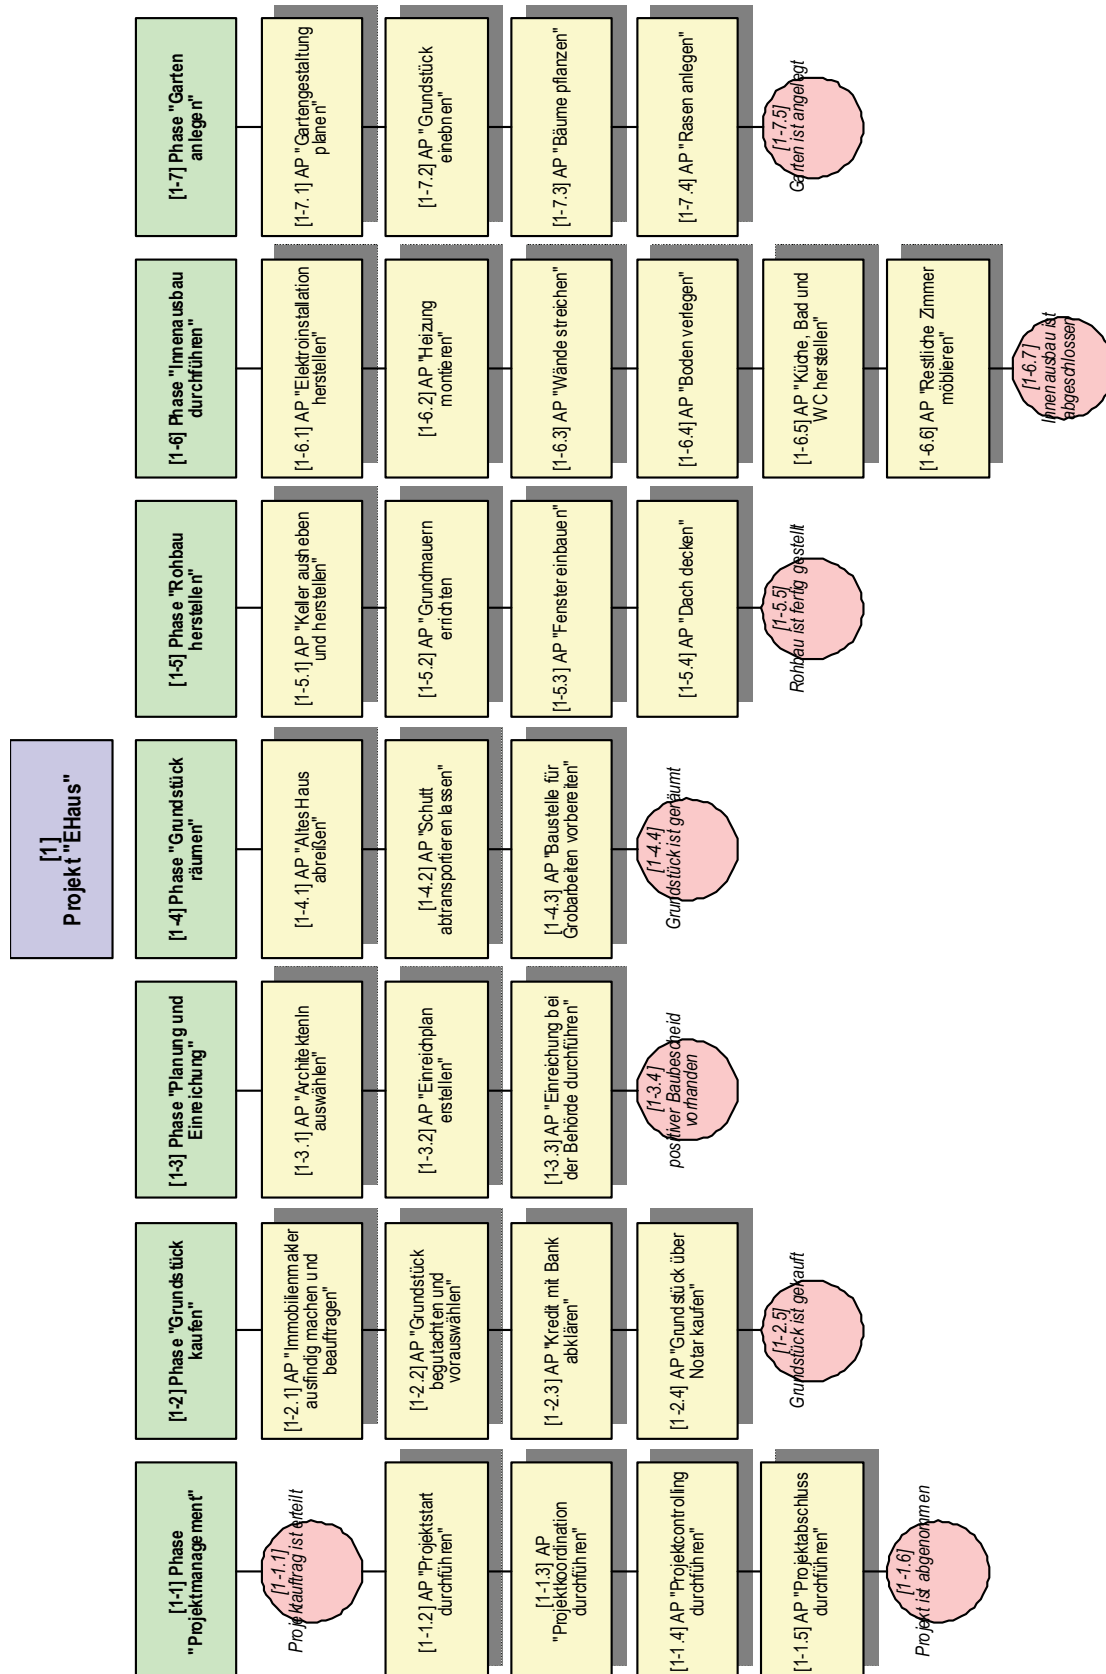 [1]
Projekt "EHaus"
[1-1] Phase
"Projektmanagement"
[1-1.1]
Projektauftrag ist erteilt
[1-1.2] AP "Projektstart
durchführen"
[1-1.3] AP
"Projektkoordination
durchführen"
[1-1.4] AP "Projektcontrolling
durchführen"
[1-1.5] AP "Projektabschluss
durchführen"
[1-1.6]
Projekt ist abgenommen
[1-2] Phase "Grundstück
kaufen"
[1-2.1] AP "Immobilienmakler
ausfindig machen und
beauftragen"
[1-2.2] AP "Grundstück
begutachten und
vorauswählen"
[1-2.3] AP "Kredit mit Bank
abklären"
[1-2.4] AP "Grundstück über
Notar kaufen"
[1-2.5]
Grundstück ist gekauft
[1-3] Phase "Planung und
Einreichung"
[1-3.1] AP "ArchitektenIn
auswählen"
[1-3.2] AP "Einreichplan
erstellen"
[1-3.3] AP "Einreichung bei
der Behörde durchführen"
[1-3.4]
positiver Baubescheid
vorhanden
[1-4] Phase "Grundstück
räumen"
[1-4.1] AP "Altes Haus
abreißen"
[1-4.2] AP "Schutt
abtransportieren lassen"
[1-4.3] AP "Baustelle für
Grobarbeiten vorbereiten"
[1-4.4]
Grundstück ist geräumt
[1-5] Phase "Rohbau
herstellen"
[1-5.1] AP "Keller ausheben
und herstellen"
[1-5.2] AP "Grundmauern
errichten
[1-5.3] AP "Fenster einbauen"
[1-5.4] AP "Dach decken"
[1-5.5]
Rohbau ist fertig gestellt
[1-6] Phase "Innenausbau
durchführen"
[1-6.1] AP "Elektroinstallation
herstellen"
[1-6.2] AP "Heizung
montieren"
[1-6.3] AP "Wände streichen"
[1-6.4] AP "Boden verlegen"
[1-6.5] AP "Küche, Bad und
WC herstellen"
[1-6.6] AP "Restliche Zimmer
möblieren"
[1-6.7]
Innenausbau ist
abgeschlossen
[1-7] Phase "Garten
anlegen"
[1-7.1] AP "Gartengestaltung
planen"
[1-7.2] AP "Grundstück
einebnen"
[1-7.3] AP "Bäume pflanzen"
[1-7.4] AP "Rasen anlegen"
[1-7.5]
Garten ist angelegt